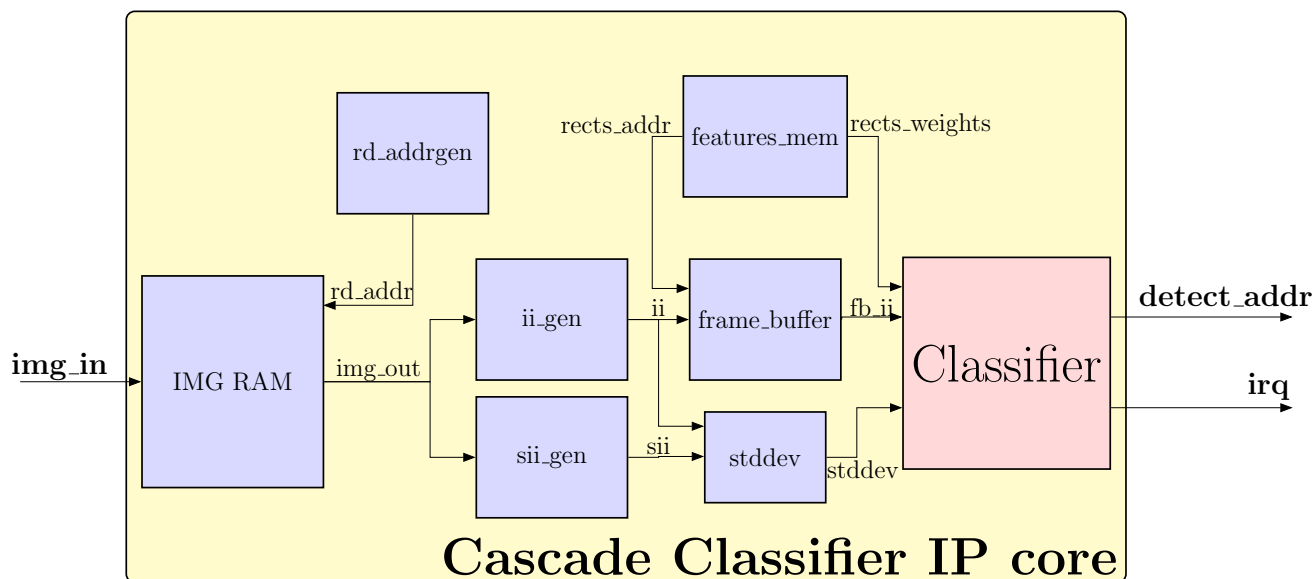 rd_addrgen
rects_addr
features_mem
rects_weights
rd_addr
img_in
IMG RAM
img_out
ii_gen
ii
frame_buffer
fb_ii
Classifier
detect_addr
irq
sii_gen
sii
stddev
stddev
Cascade Classifier IP core